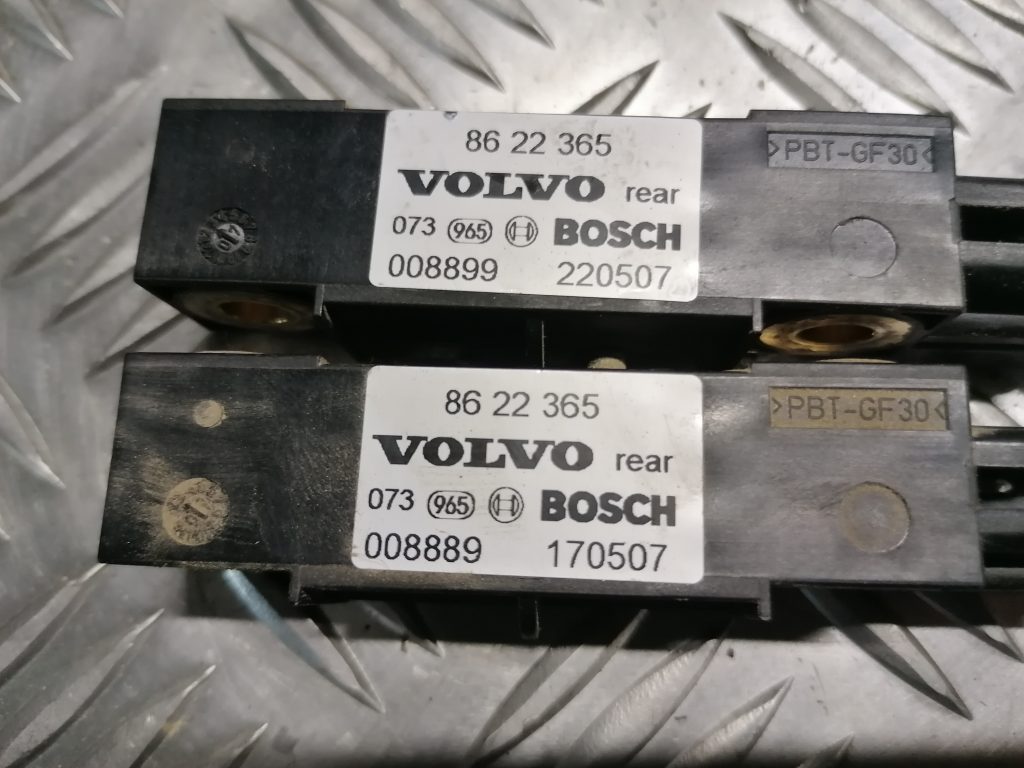 86 22 365
VOLVO rear
073 965 BOSCH
008899 220507
>PBT-GF30<
86 22 365
VOLVO rear
073 965 BOSCH
008889 170507
>PBT-GF30<